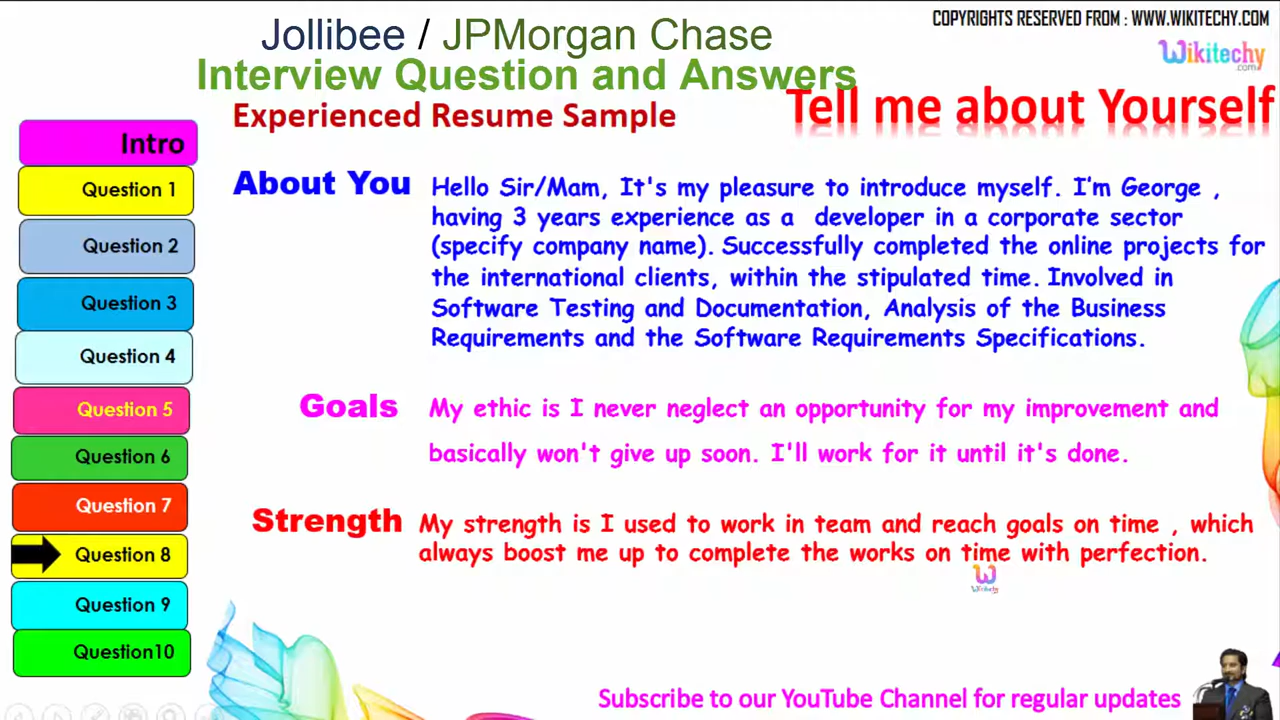 COPYRIGHTS RESERVED FROM : WWW.WIKITECHY.COM
Jollibee / JPMorgan Chase
Wikitechy
.com
Interview Question and Answers
Tell me about Yourself
Experienced Resume Sample
Intro
Question 1
Question 2
Question 3
Question 4
Question 5
Question 6
Question 7
Question 8
Question 9
Question10
About You
Hello Sir/Mam, It's my pleasure to introduce myself. I’m George ,
having 3 years experience as a developer in a corporate sector
(specify company name). Successfully completed the online projects for
the international clients, within the stipulated time. Involved in
Software Testing and Documentation, Analysis of the Business
Requirements and the Software Requirements Specifications.
Goals
My ethic is I never neglect an opportunity for my improvement and
basically won't give up soon. I'll work for it until it's done.
Strength
My strength is I used to work in team and reach goals on time , which
always boost me up to complete the works on time with perfection.
Wikitechy
Subscribe to our YouTube Channel for regular updates